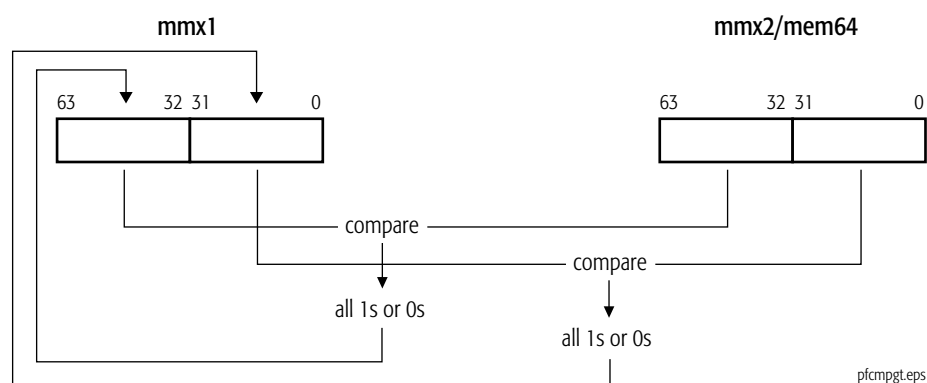 mmx1 mmx2/mem64
63 32 31 0 63 32 31 0
compare
compare
all 1s or 0s
all 1s or 0s
pfcmpgt.eps